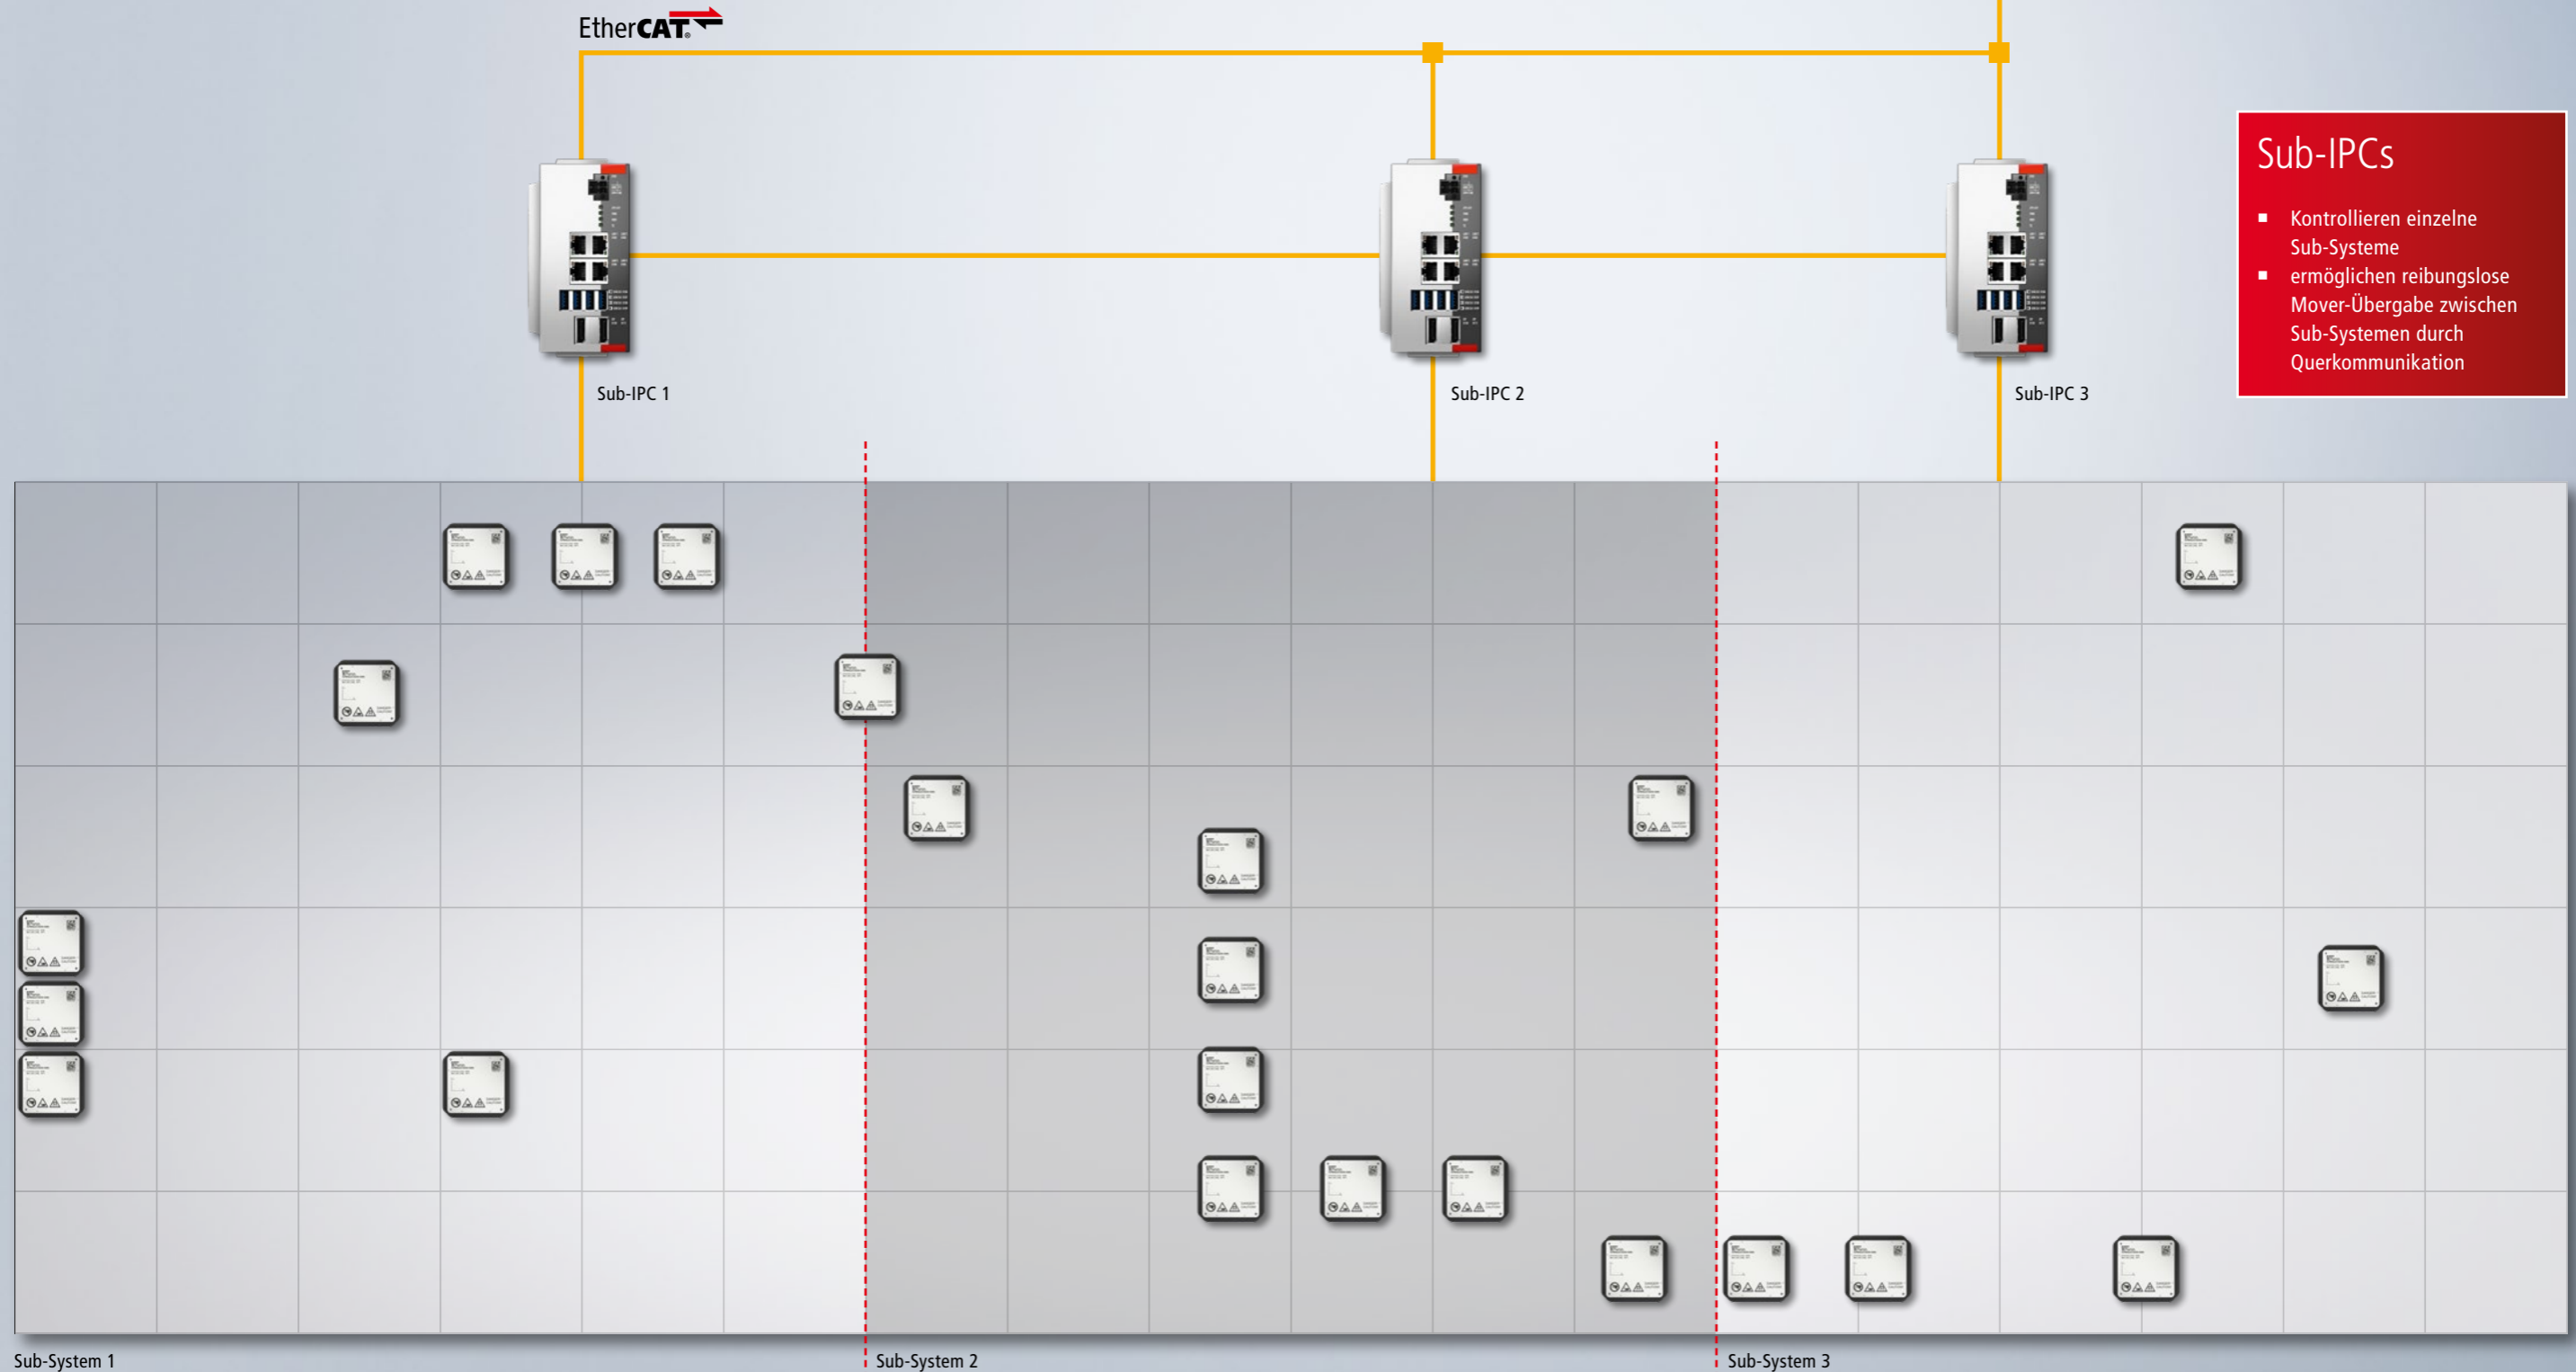 EtherCAT®
Sub-IPCs
▪ Kontrollieren einzelne
Sub-Systeme
▪ ermöglichen reibungslose
Mover-Übergabe zwischen
Sub-Systemen durch
Querkommunikation
Sub-IPC 1
Sub-IPC 2
Sub-IPC 3
Sub-System 1
Sub-System 2
Sub-System 3